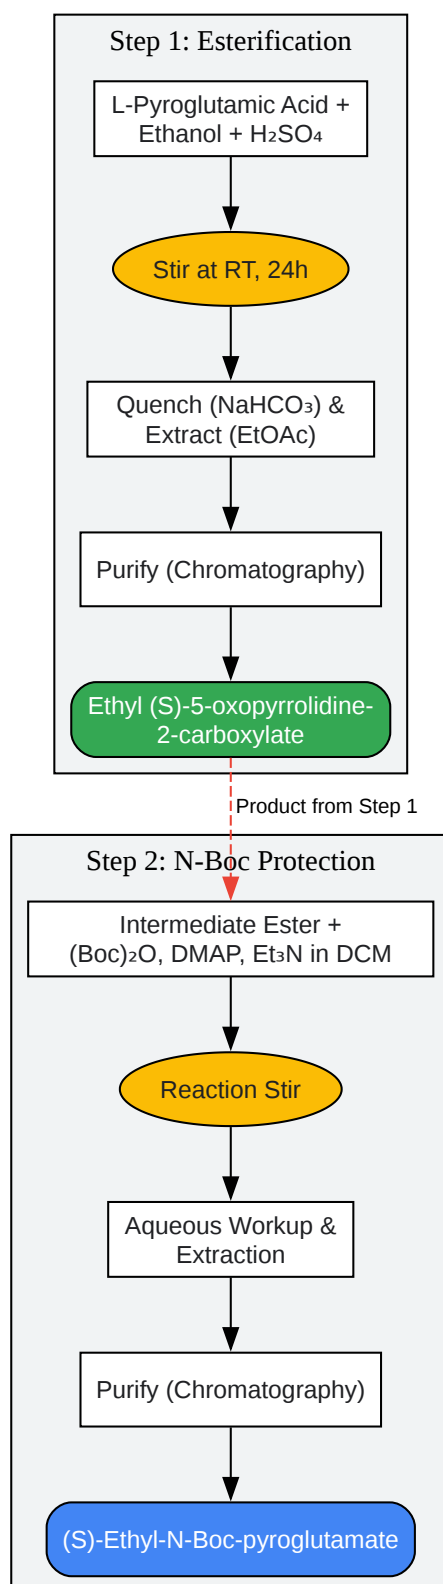 Step 1: Esterification
L-Pyroglutamic Acid +
Ethanol + H₂SO₄
Stir at RT, 24h
Quench (NaHCO₃) &
Extract (EtOAc)
Purify (Chromatography)
Ethyl (S)-5-oxopyrrolidine-
2-carboxylate
Product from Step 1
Step 2: N-Boc Protection
Intermediate Ester +
(Boc)₂O, DMAP, Et₃N in DCM
Reaction Stir
Aqueous Workup &
Extraction
Purify (Chromatography)
(S)-Ethyl-N-Boc-pyroglutamate